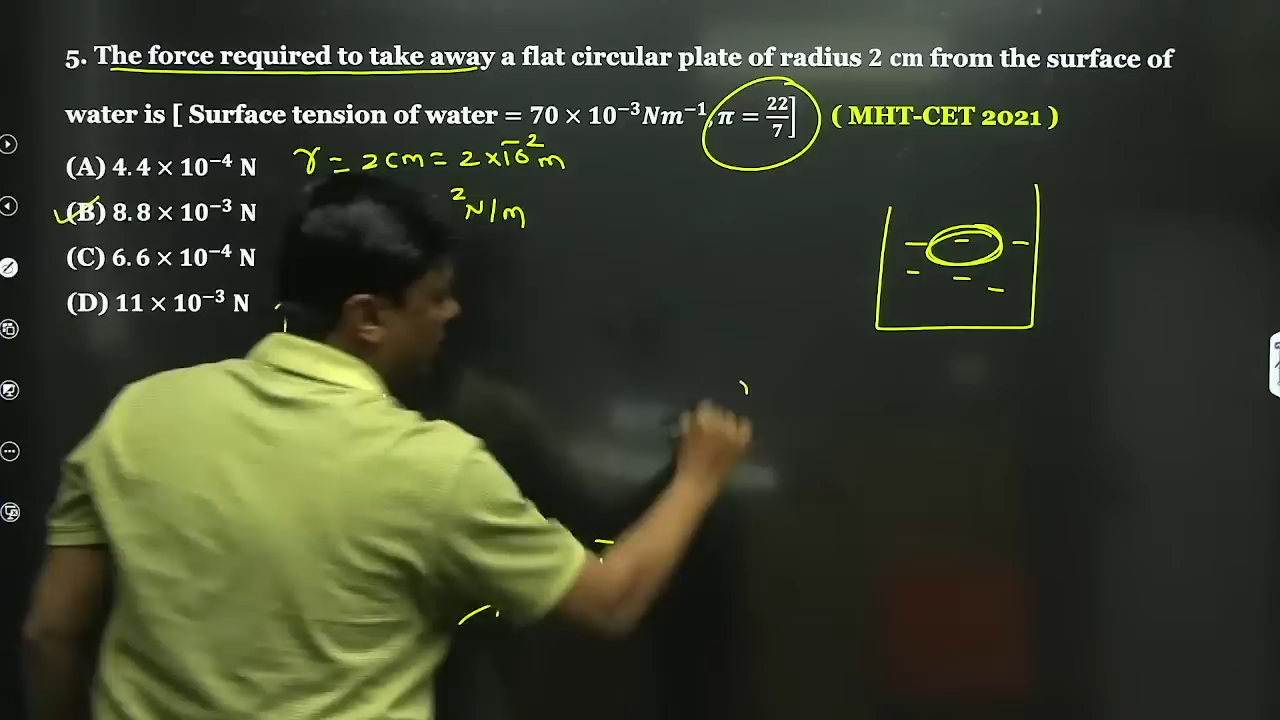 5. The force required to take away a flat circular plate of radius 2 cm from the surface of
water is [ Surface tension of water = 70 × 10⁻³Nm⁻¹, π = 22/7] ( MHT-CET 2021 )
(A) 4.4 × 10⁻⁴ N
r = 2cm = 2 × 10⁻² m
(B) 8.8 × 10⁻³ N
² N/m
(C) 6.6 × 10⁻⁴ N
(D) 11 × 10⁻³ N